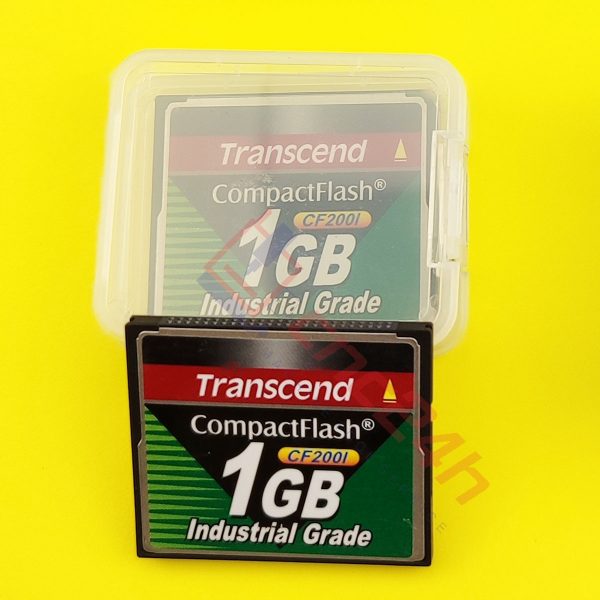 Transcend
CompactFlash®
CF200I
1GB
Industrial Grade
Transcend
CompactFlash®
CF200I
1GB
Industrial Grade